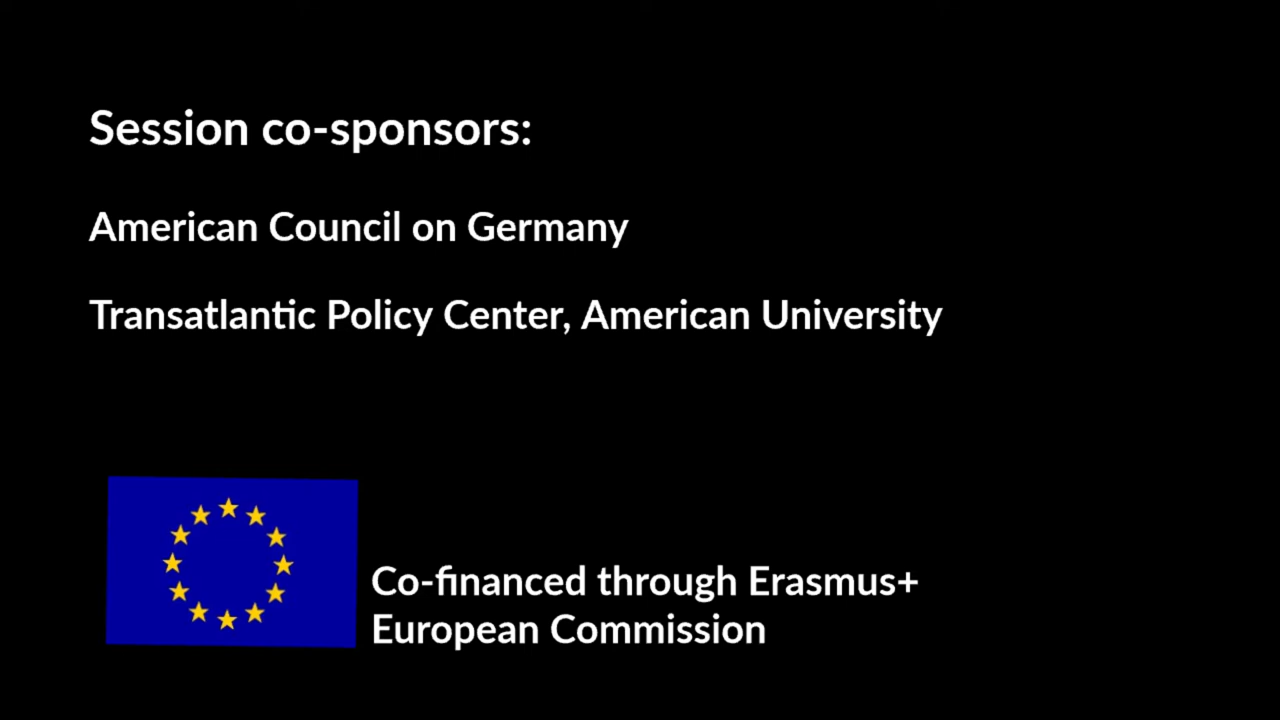 Session co-sponsors:
American Council on Germany
Transatlantic Policy Center, American University
Co-financed through Erasmus+
European Commission